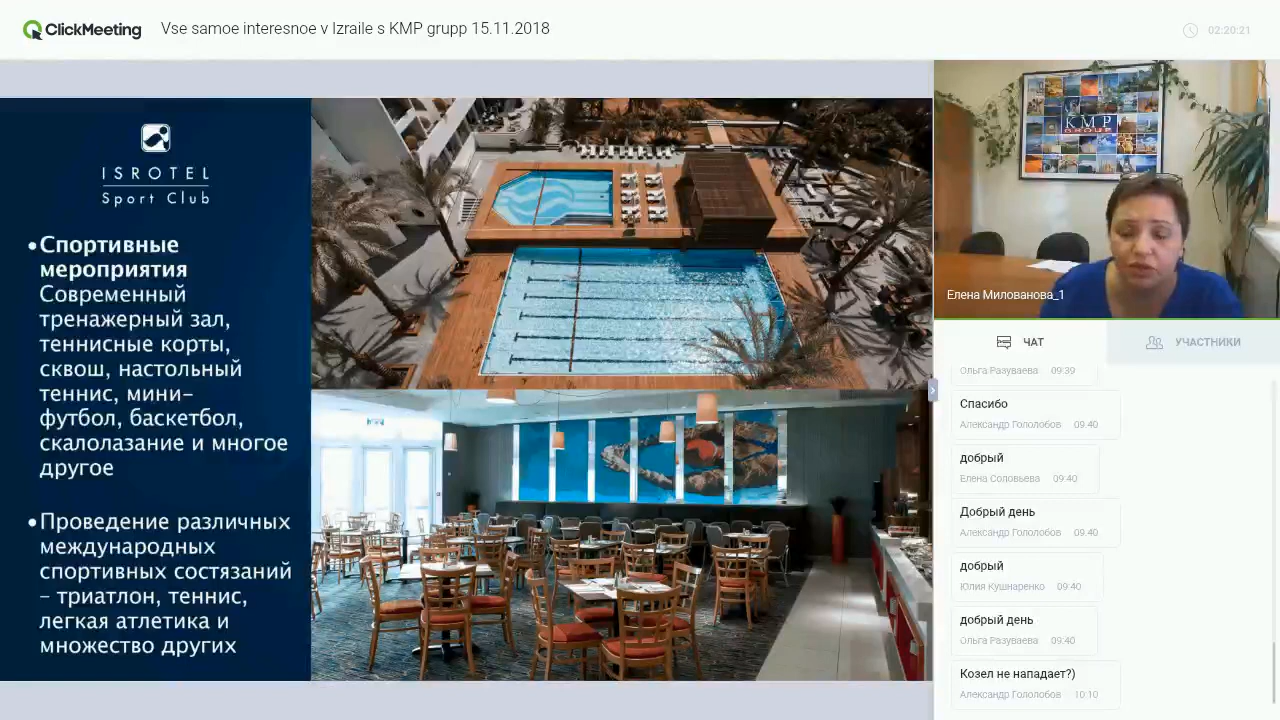 ClickMeeting
Vse samoe interesnoe v Izraile s KMP grupp 15.11.2018
02:20:21
ISROTEL
Sport Club
•Спортивные
мероприятия
Современный
тренажерный зал,
теннисные корты,
сквош, настольный
теннис, мини-
футбол, баскетбол,
скалолазание и многое
другое
•Проведение различных
международных
спортивных состязаний
– триатлон, теннис,
легкая атлетика и
множество других
KMP
GROUP
Елена Милованова_1
ЧАТ
УЧАСТНИКИ
Ольга Разуваева 09:39
Спасибо
Александр Гололобов 09:40
добрый
Елена Соловьева 09:40
Добрый день
Александр Гололобов 09:40
добрый
Юлия Кушнаренко 09:40
добрый день
Ольга Разуваева 09:40
Козел не нападает?)
Александр Гололобов 10:10